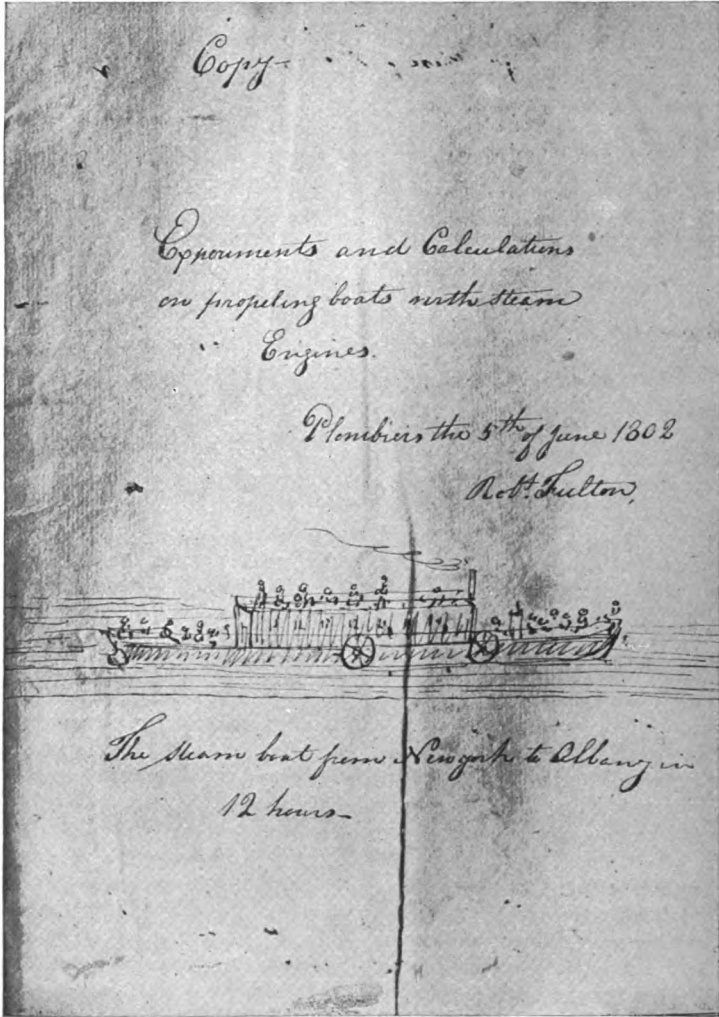 Copy
Experiments and Calculations
on propeling boats with steam
Engines.
Plombiers the 5th of June 1802
Robt. Fulton,
The steam boat from Newyork to Albany in
12 hours